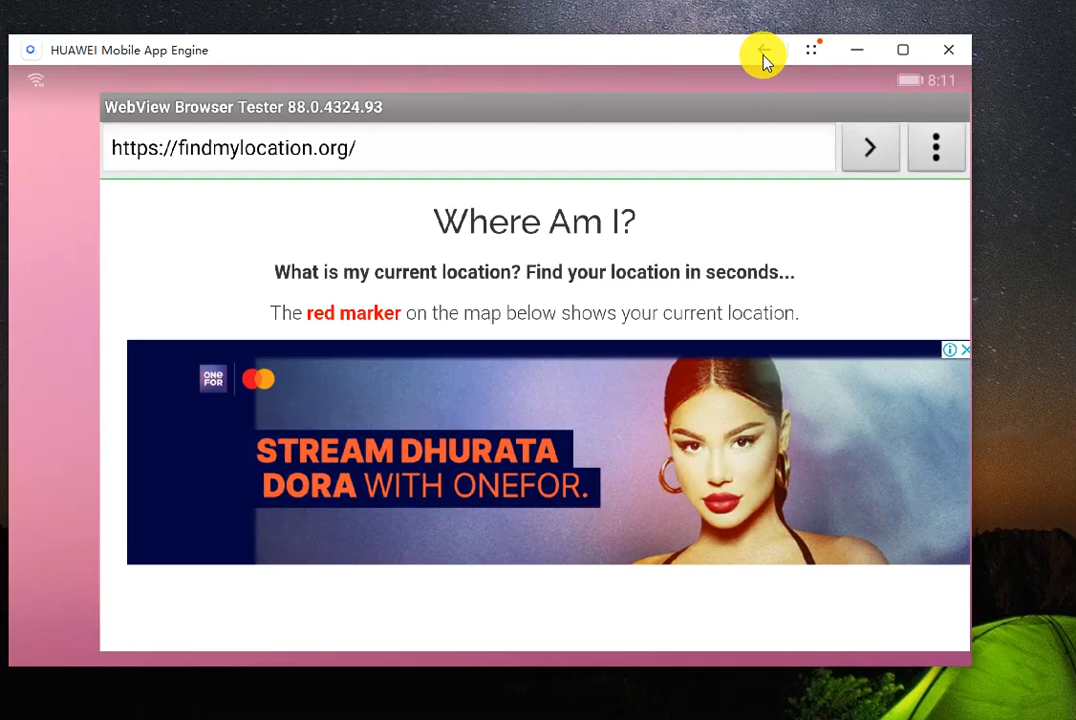 HUAWEI Mobile App Engine
8:11
WebView Browser Tester 88.0.4324.93
https://findmylocation.org/
Where Am I?
What is my current location? Find your location in seconds...
The red marker on the map below shows your current location.
ONE
FOR
STREAM DHURATA
DORA WITH ONEFOR.